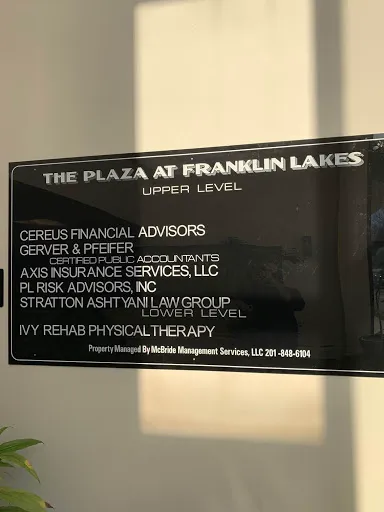 THE PLAZA AT FRANKLIN LAKES
UPPER LEVEL
CEREUS FINANCIAL ADVISORS
GERVER & PFEIFER
CERTIFED PUBLIC ACCOUNTANTS
AXIS INSURANCE SERVICES, LLC
PL RISK ADVISORS, INC
STRATTON ASHTYANI LAW GROUP
LOWER LEVEL
IVY REHAB PHYSICAL THERAPY
Property Managed By McBride Management Services, LLC 201-848-6104